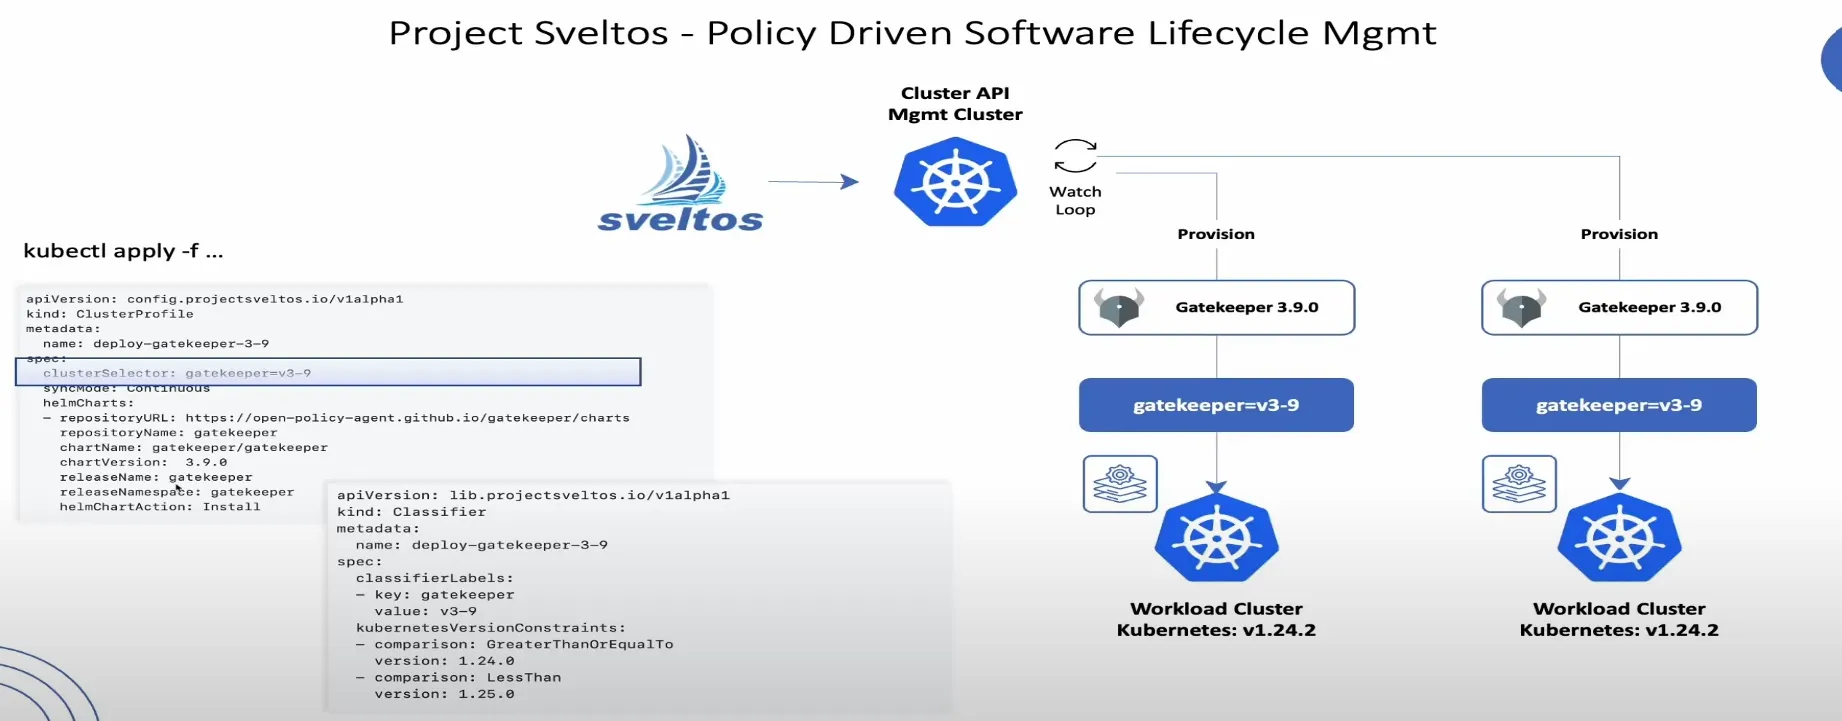 Project Sveltos - Policy Driven Software Lifecycle Mgmt
Cluster API
Mgmt Cluster
sveltos
Watch
Loop
Provision
Provision
kubectl apply -f ...
apiVersion: config.projectsveltos.io/v1alpha1
kind: ClusterProfile
metadata:
name: deploy-gatekeeper-3-9
spec:
clusterSelector: gatekeeper=v3-9
syncMode: Continuous
helmCharts:
- repositoryURL: https://open-policy-agent.github.io/gatekeeper/charts
repositoryName: gatekeeper
chartName: gatekeeper/gatekeeper
chartVersion: 3.9.0
releaseName: gatekeeper
releaseNamespace: gatekeeper
helmChartAction: Install
apiVersion: lib.projectsveltos.io/v1alpha1
kind: Classifier
metadata:
name: deploy-gatekeeper-3-9
spec:
classifierLabels:
- key: gatekeeper
value: v3-9
kubernetesVersionConstraints:
- comparison: GreaterThanOrEqualTo
version: 1.24.0
- comparison: LessThan
version: 1.25.0
Gatekeeper 3.9.0
gatekeeper=v3-9
Workload Cluster
Kubernetes: v1.24.2
Gatekeeper 3.9.0
gatekeeper=v3-9
Workload Cluster
Kubernetes: v1.24.2